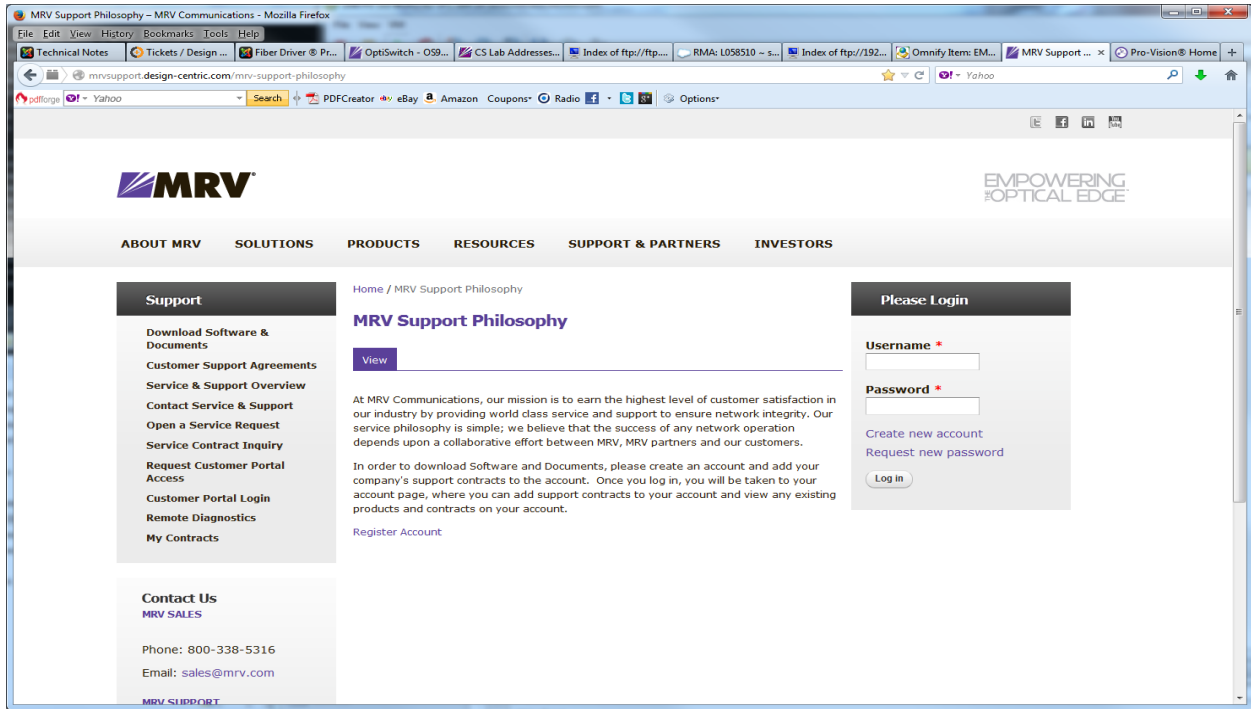 MRV Support Philosophy – MRV Communications - Mozilla Firefox
File Edit View History Bookmarks Tools Help
Technical Notes
Tickets / Design ...
Fiber Driver ® Pr...
OptiSwitch - OS9...
CS Lab Addresses...
Index of ftp://ftp....
RMA: L058510 ~ s...
Index of ftp://192...
Omnify Item: EM...
MRV Support ... ×
Pro-Vision® Home +
mrvsupport.design-centric.com/mrv-support-philosophy
Yahoo
pdfforge Yahoo Search PDFCreator eBay Amazon Coupons Radio Options
MRV
EMPOWERING
THE OPTICAL EDGE
ABOUT MRV SOLUTIONS PRODUCTS RESOURCES SUPPORT & PARTNERS INVESTORS
Support
Download Software &
Documents
Customer Support Agreements
Service & Support Overview
Contact Service & Support
Open a Service Request
Service Contract Inquiry
Request Customer Portal
Access
Customer Portal Login
Remote Diagnostics
My Contracts
Contact Us
MRV SALES
Phone: 800-338-5316
Email: sales@mrv.com
MRV SUPPORT
Home / MRV Support Philosophy
MRV Support Philosophy
View
At MRV Communications, our mission is to earn the highest level of customer satisfaction in
our industry by providing world class service and support to ensure network integrity. Our
service philosophy is simple; we believe that the success of any network operation
depends upon a collaborative effort between MRV, MRV partners and our customers.
In order to download Software and Documents, please create an account and add your
company's support contracts to the account. Once you log in, you will be taken to your
account page, where you can add support contracts to your account and view any existing
products and contracts on your account.
Register Account
Please Login
Username *
Password *
Create new account
Request new password
Log in